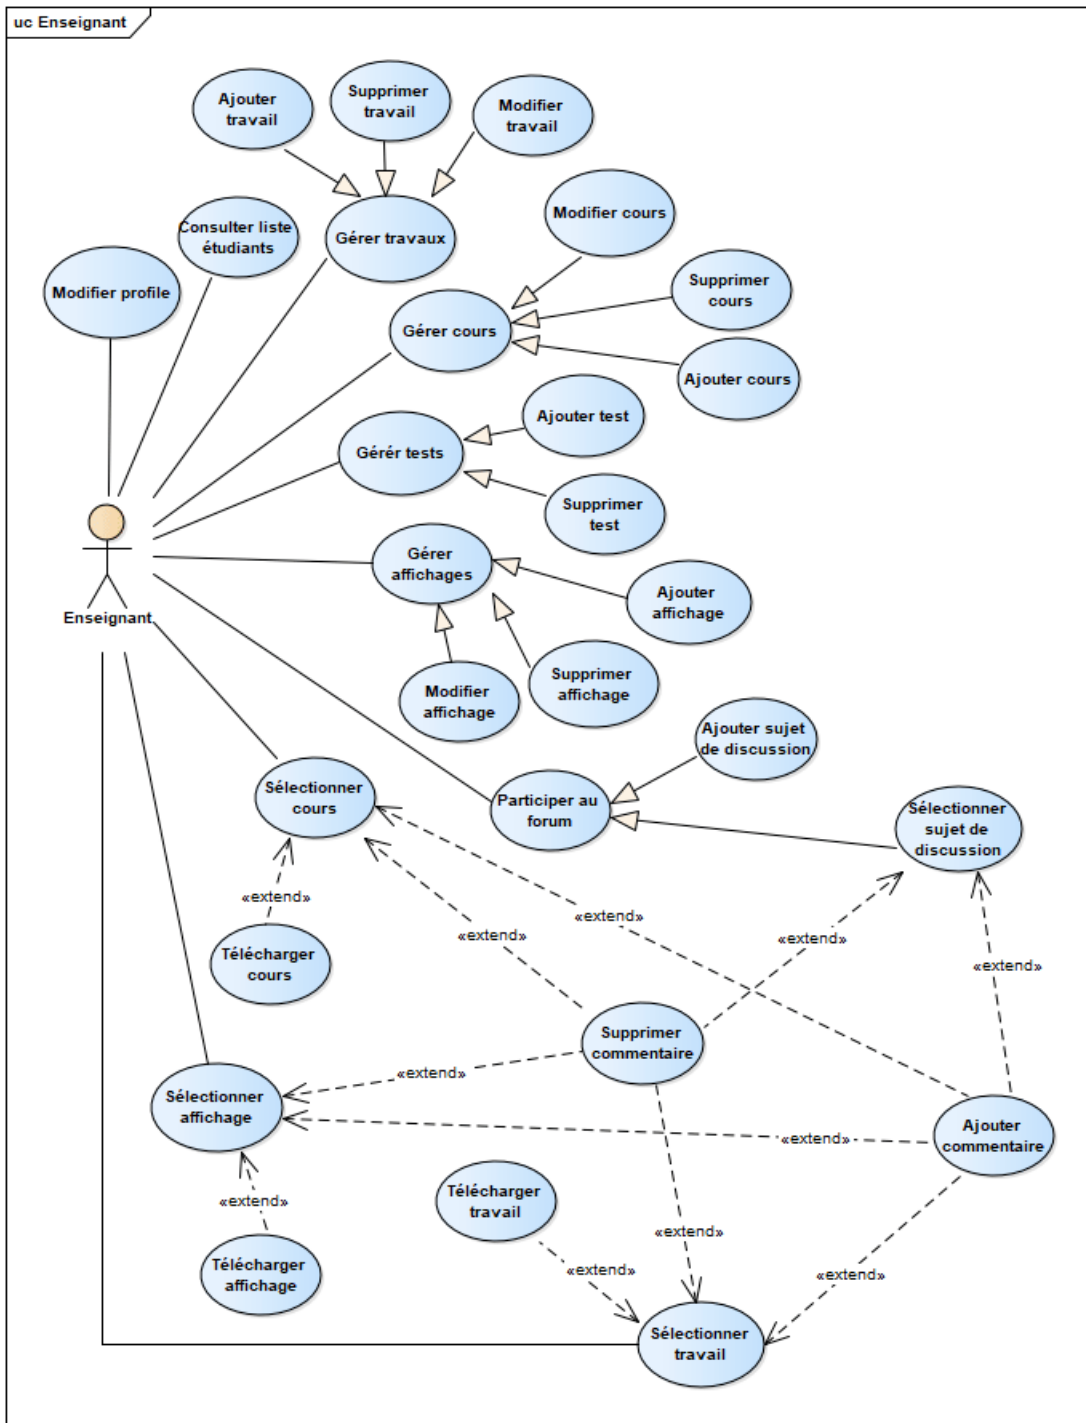 uc Enseignant
Ajouter
travail
Supprimer
travail
Modifier
travail
Modifier cours
Consulter liste
étudiants
Gérer travaux
Modifier profile
Supprimer
cours
Gérer cours
Ajouter cours
Ajouter test
Gérér tests
Supprimer
test
Gérer
affichages
Ajouter
affichage
Enseignant
Supprimer
affichage
Modifier
affichage
Ajouter sujet
de discussion
Sélectionner
cours
Participer au
forum
Sélectionner
sujet de
discussion
«extend»
«extend»
«extend»
«extend»
«extend»
Télécharger
cours
Supprimer
commentaire
«extend»
Sélectionner
affichage
Ajouter
commentaire
«extend»
Télécharger
travail
«extend»
«extend»
«extend»
«extend»
Télécharger
affichage
Sélectionner
travail